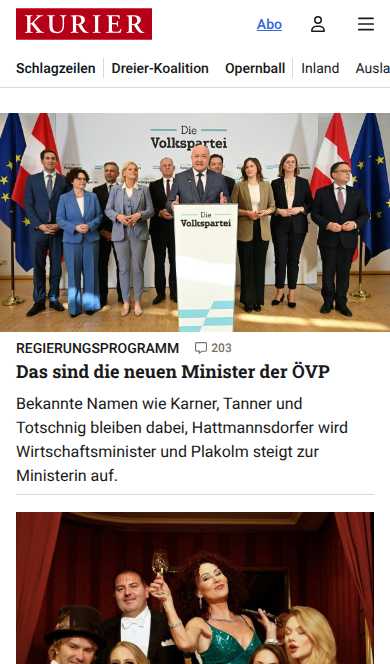 KURIER
Abo
Schlagzeilen Dreier-Koalition Opernball Inland Ausla
Die
Volkspartei
Die
Volkspartei
REGIERUNGSPROGRAMM 203
Das sind die neuen Minister der ÖVP
Bekannte Namen wie Karner, Tanner und
Totschnig bleiben dabei, Hattmannsdorfer wird
Wirtschaftsminister und Plakolm steigt zur
Ministerin auf.